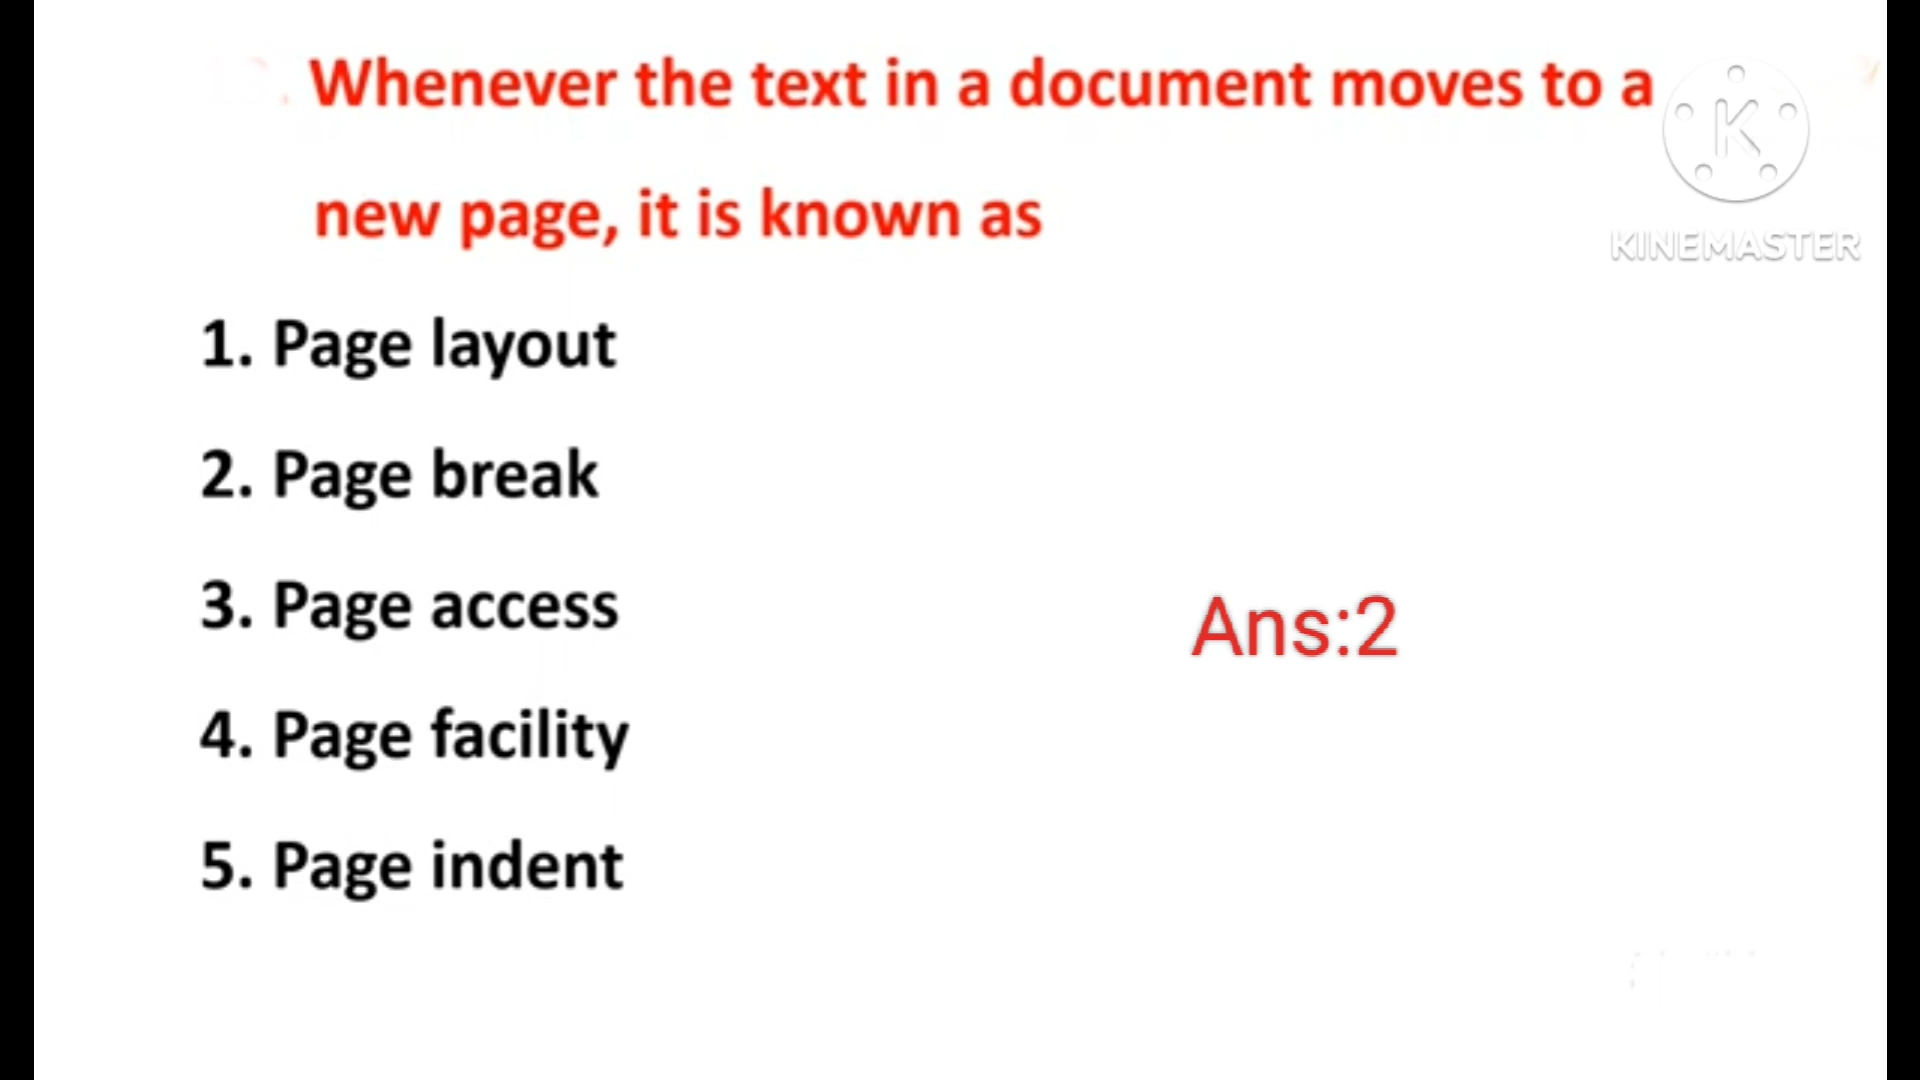 Whenever the text in a document moves to a
new page, it is known as
1. Page layout
2. Page break
3. Page access
4. Page facility
5. Page indent
Ans:2
K
KINEMASTER